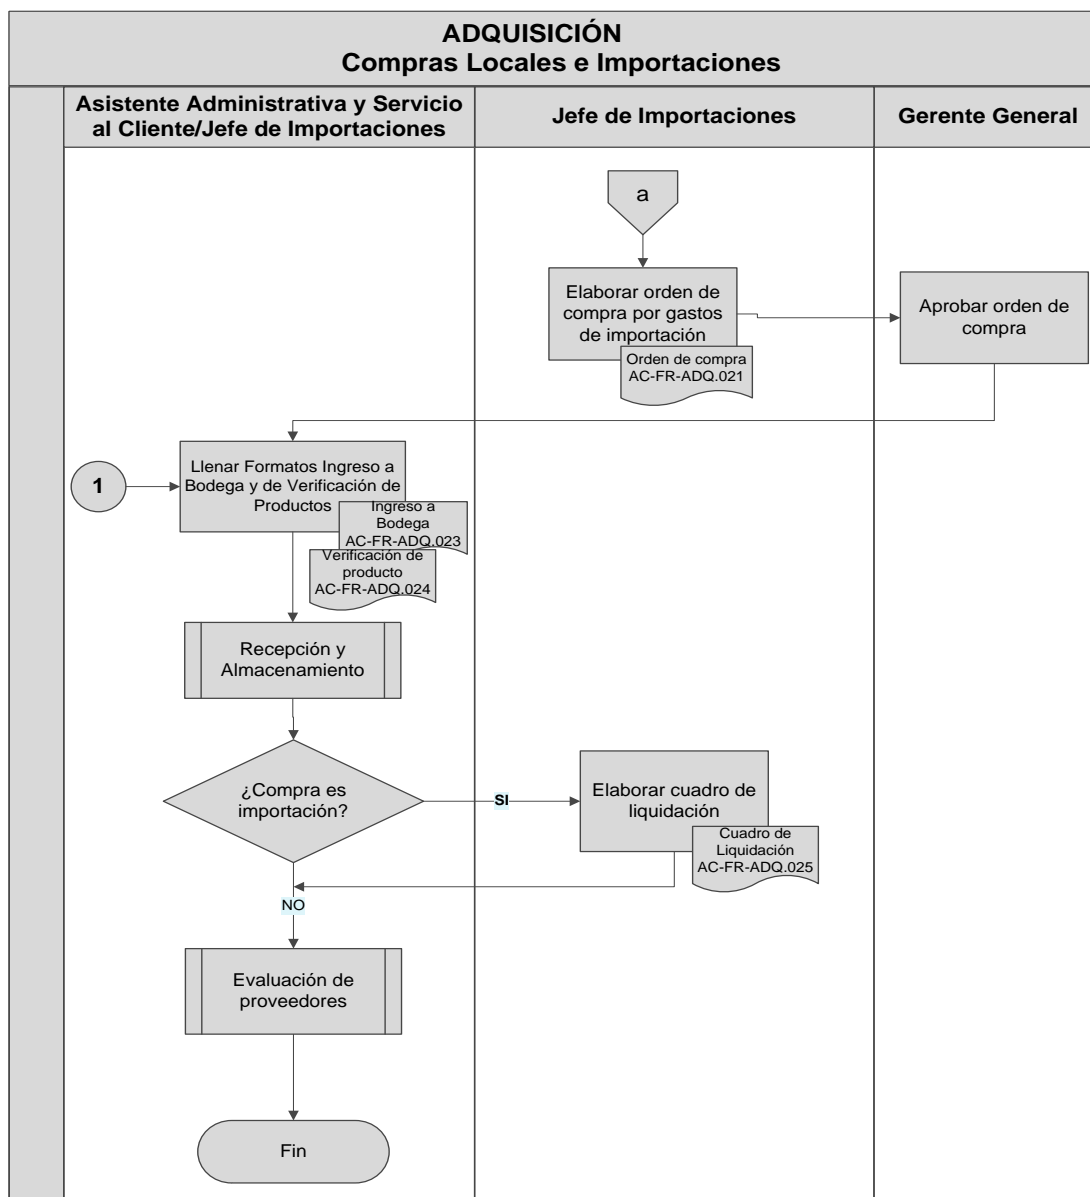 ADQUISICIÓN
Compras Locales e Importaciones
Asistente Administrativa y Servicio
al Cliente/Jefe de Importaciones
Jefe de Importaciones
Gerente General
a
Elaborar orden de
compra por gastos
de importación
Orden de compra
AC-FR-ADQ.021
Aprobar orden de
compra
1
Llenar Formatos Ingreso a
Bodega y de Verificación de
Productos
Ingreso a
Bodega
AC-FR-ADQ.023
Verificación de
producto
AC-FR-ADQ.024
Recepción y
Almacenamiento
¿Compra es
importación?
SI
Elaborar cuadro de
liquidación
Cuadro de
Liquidación
AC-FR-ADQ.025
NO
Evaluación de
proveedores
Fin